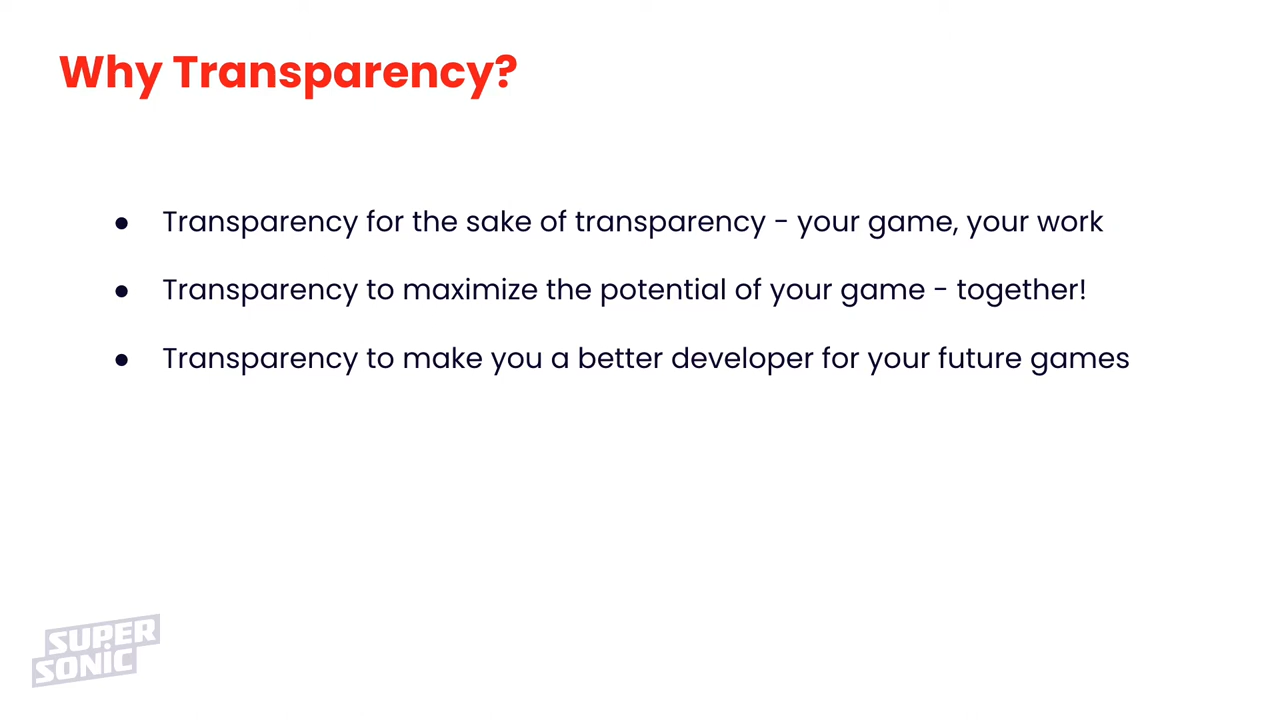 Why Transparency?
● Transparency for the sake of transparency - your game, your work
● Transparency to maximize the potential of your game - together!
● Transparency to make you a better developer for your future games
SUPER
SONiC